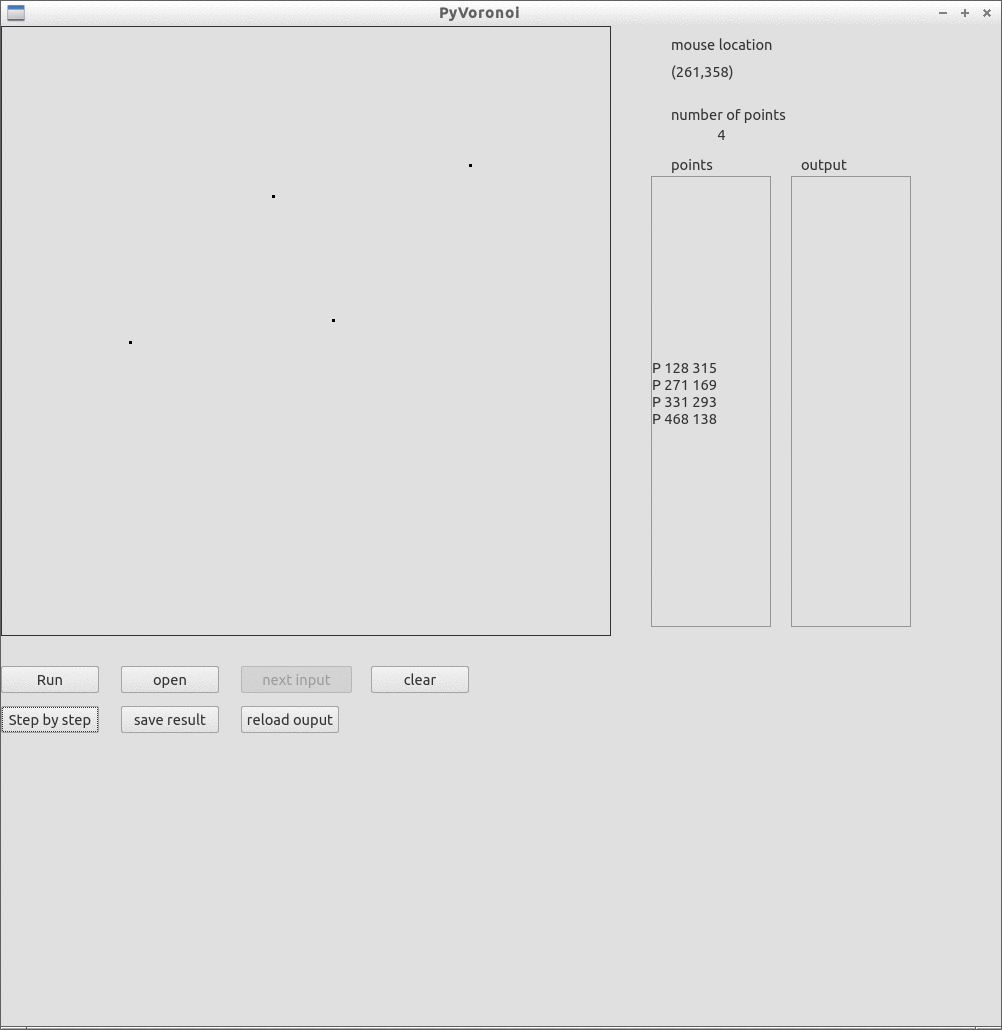 PyVoronoi
mouse location
(261,358)
number of points
4
points
output
P 128 315
P 271 169
P 331 293
P 468 138
Run
open
next input
clear
Step by step
save result
reload ouput